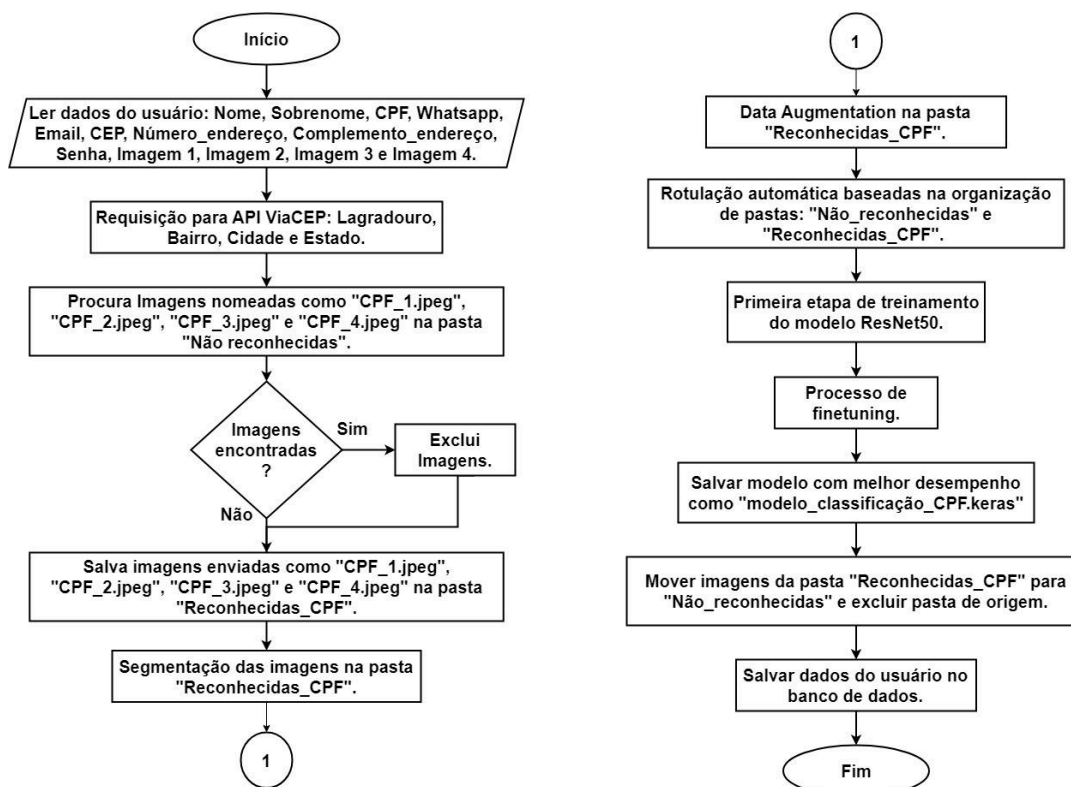 Início
Ler dados do usuário: Nome, Sobrenome, CPF, Whatsapp,
Email, CEP, Número_endereço, Complemento_endereço,
Senha, Imagem 1, Imagem 2, Imagem 3 e Imagem 4.
Requisição para API ViaCEP: Lagradouro,
Bairro, Cidade e Estado.
Procura Imagens nomeadas como "CPF_1.jpeg",
"CPF_2.jpeg", "CPF_3.jpeg" e "CPF_4.jpeg" na pasta
"Não reconhecidas".
Imagens
encontradas
?
Sim
Exclui
Imagens.
Não
Salva imagens enviadas como "CPF_1.jpeg",
"CPF_2.jpeg", "CPF_3.jpeg" e "CPF_4.jpeg" na pasta
"Reconhecidas_CPF".
Segmentação das imagens na pasta
"Reconhecidas_CPF".
1
1
Data Augmentation na pasta
"Reconhecidas_CPF".
Rotulação automática baseadas na organização
de pastas: "Não_reconhecidas" e
"Reconhecidas_CPF".
Primeira etapa de treinamento
do modelo ResNet50.
Processo de
finetuning.
Salvar modelo com melhor desempenho
como "modelo_classificação_CPF.keras"
Mover imagens da pasta "Reconhecidas_CPF" para
"Não_reconhecidas" e excluir pasta de origem.
Salvar dados do usuário no
banco de dados.
Fim